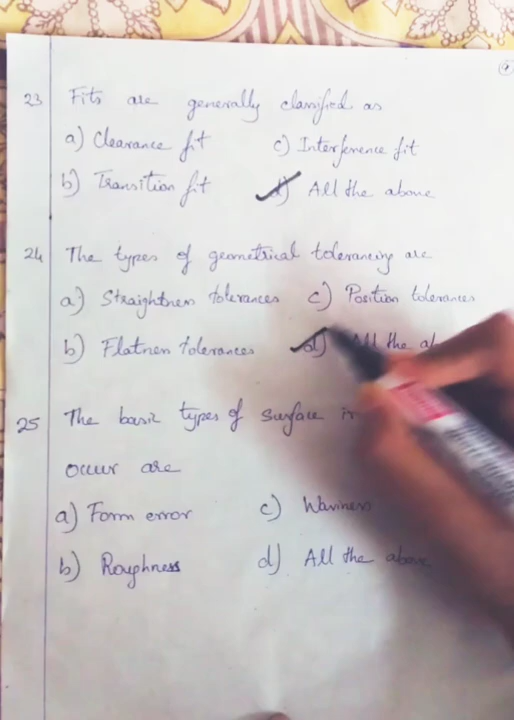 23 Fits are generally classified as
a) Clearance fit c) Interference fit
b) Transition fit d) All the above
24 The types of geometrical tolerancing are
a) Straightness tolerances c) Position tolerances
b) Flatness tolerances d) All the
25 The basic types of surface
occur are
a) Form error c) Waviness
b) Roughness d) All the above